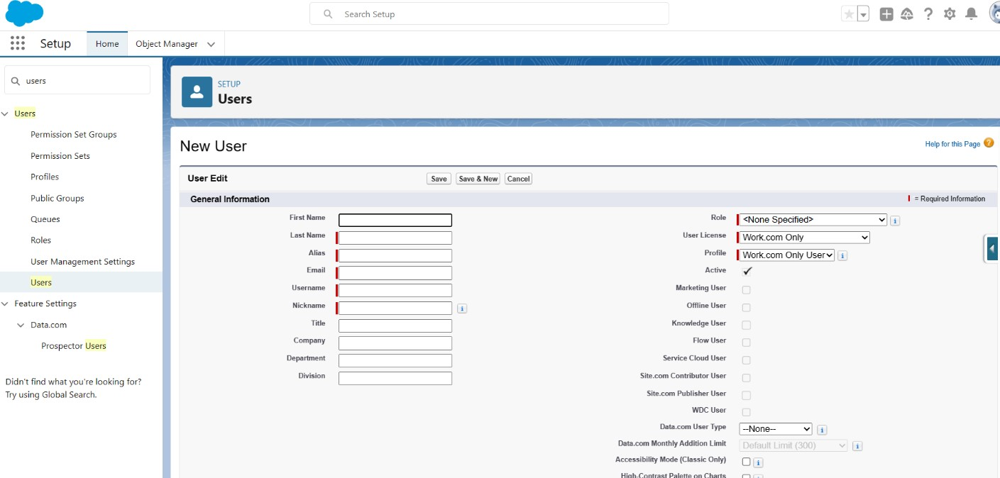 Search Setup
Setup
Home
Object Manager
users
Users
Permission Set Groups
Permission Sets
Profiles
Public Groups
Queues
Roles
User Management Settings
Users
Feature Settings
Data.com
Prospector Users
Didn't find what you're looking for?
Try using Global Search.
SETUP
Users
New User
Help for this Page ?
User Edit
Save
Save & New
Cancel
General Information
= Required Information
First Name
Last Name
Alias
Email
Username
Nickname
Title
Company
Department
Division
Role <None Specified>
User License Work.com Only
Profile Work.com Only User
Active
Marketing User
Offline User
Knowledge User
Flow User
Service Cloud User
Site.com Contributor User
Site.com Publisher User
WDC User
Data.com User Type --None--
Data.com Monthly Addition Limit Default Limit (300)
Accessibility Mode (Classic Only)
High-Contrast Palette on Charts